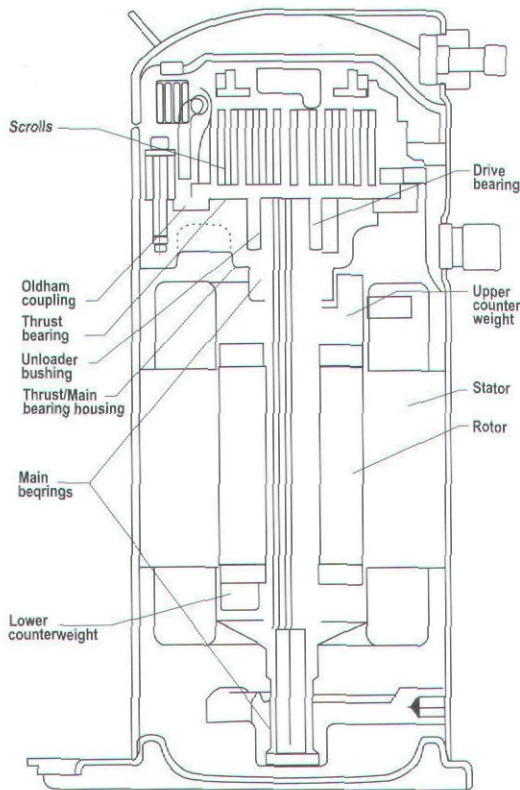 Scrolls
Drive
bearing
Oldham
coupling
Thrust
bearing
Unloader
bushing
Thrust/Main
bearing housing
Upper
counter
weight
Stator
Rotor
Main
beqrings
Lower
counterweight